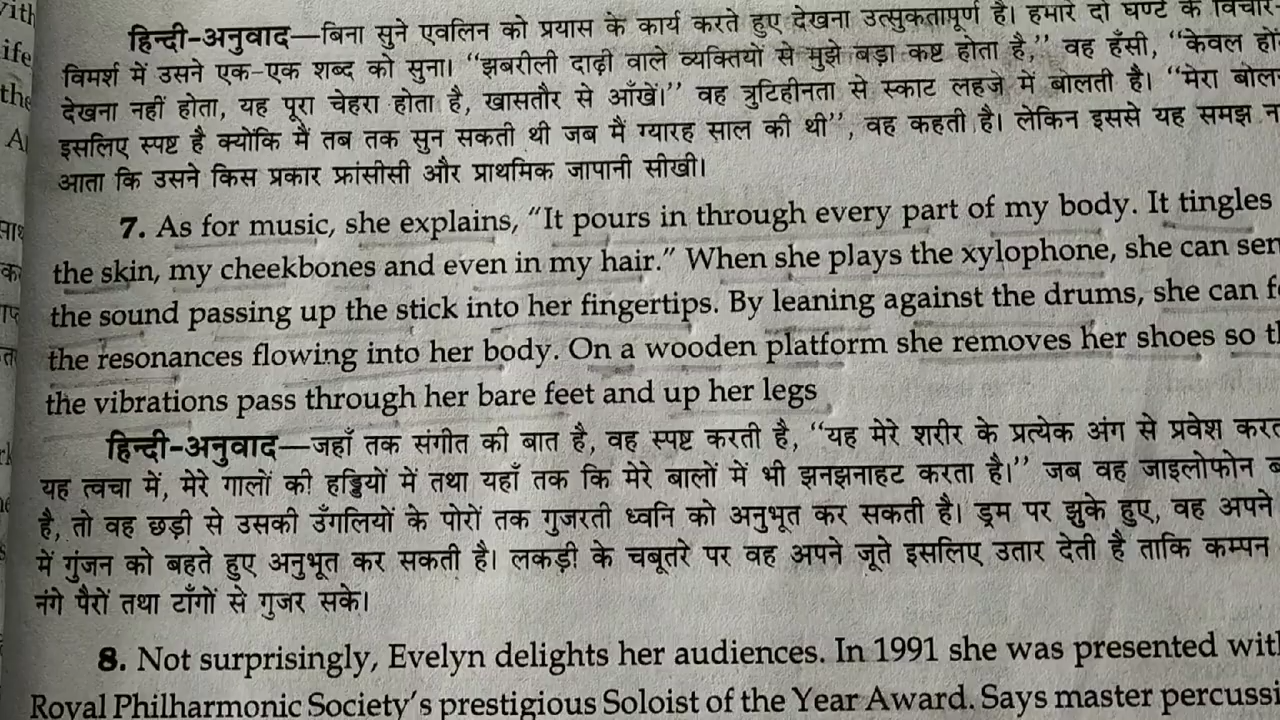 ife
the
हिन्दी-अनुवाद—बिना सुने एवलिन को प्रयास के कार्य करते हुए देखना उत्सुकतापूर्ण है। हमारे दो घण्टे के विचार-
विमर्श में उसने एक-एक शब्द को सुना। “झबरीली दाढ़ी वाले व्यक्तियों से मुझे बड़ा कष्ट होता है,” वह हँसी, “केवल
देखना नहीं होता, यह पूरा चेहरा होता है, खासतौर से आँखें।” वह त्रुटिहीनता से स्काट लहजे में बोलती है। “मेरा
इसलिए स्पष्ट है क्योंकि मैं तब तक सुन सकती थी जब मैं ग्यारह साल की थी”, वह कहती है। लेकिन इससे यह समझ
आता कि उसने किस प्रकार फ्रांसीसी और प्राथमिक जापानी सीखी।
7. As for music, she explains, “It pours in through every part of my body. It tingles
the skin, my cheekbones and even in my hair.” When she plays the xylophone, she can
the sound passing up the stick into her fingertips. By leaning against the drums, she can
the resonances flowing into her body. On a wooden platform she removes her shoes so
the vibrations pass through her bare feet and up her legs
हिन्दी-अनुवाद—जहाँ तक संगीत की बात है, वह स्पष्ट करती है, “यह मेरे शरीर के प्रत्येक अंग से प्रवेश
यह त्वचा में, मेरे गालों की हड्डियों में तथा यहाँ तक कि मेरे बालों में भी झनझनाहट करता है।” जब वह जाइलोफोन
है, तो वह छड़ी से उसकी उँगलियों के पोरों तक गुजरती ध्वनि को अनुभूत कर सकती है। ड्रम पर झुके हुए, वह अपने
में गुंजन को बहते हुए अनुभूत कर सकती है। लकड़ी के चबूतरे पर वह अपने जूते इसलिए उतार देती है ताकि कम्पन
नंगे पैरों तथा टाँगों से गुजर सके।
8. Not surprisingly, Evelyn delights her audiences. In 1991 she was presented
Royal Philharmonic Society’s prestigious Soloist of the Year Award. Says master